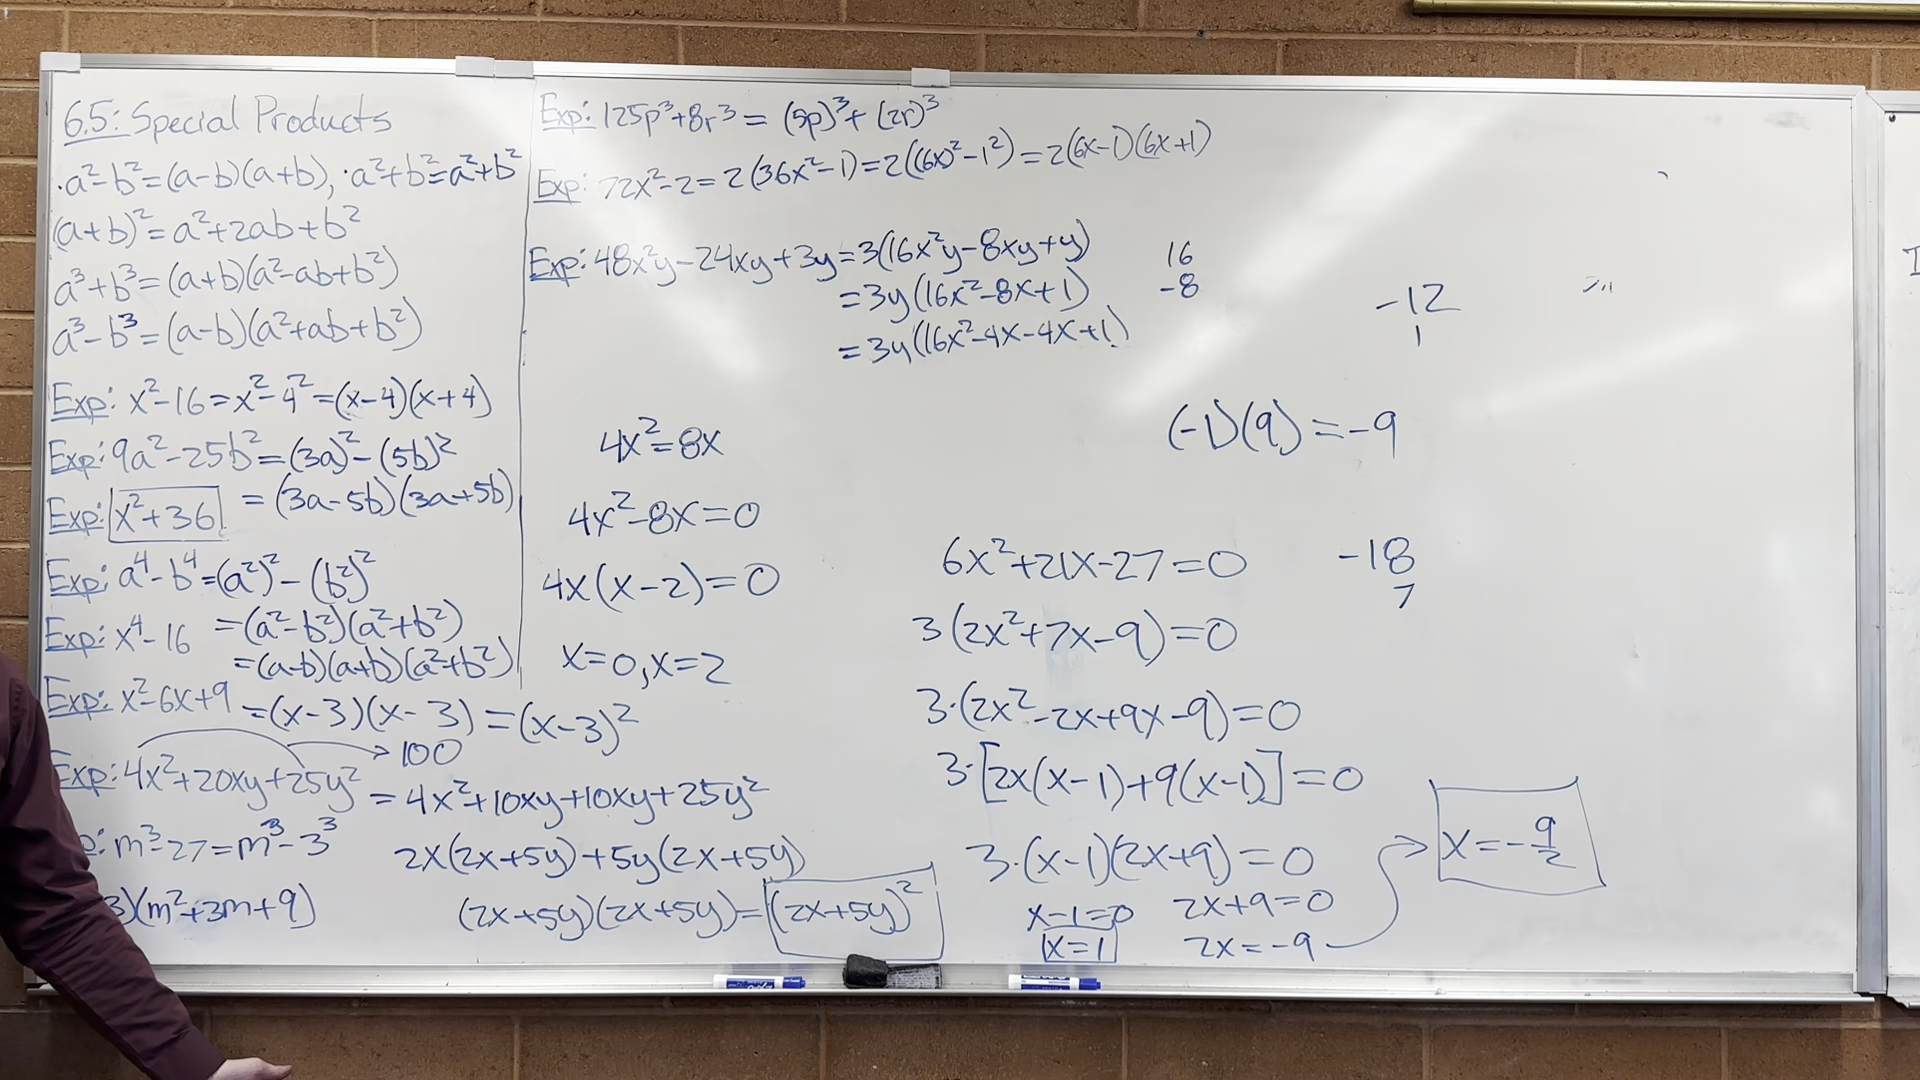 6.5: Special Products
·a²-b²=(a-b)(a+b), ·a²+b²=a²+b²
(a+b)²=a²+2ab+b²
a³+b³=(a+b)(a²-ab+b²)
a³-b³=(a-b)(a²+ab+b²)
Exp: x²-16=x²-4²=(x-4)(x+4)
Exp: 9a²-25b²=(3a)²-(5b)²
=(3a-5b)(3a+5b)
Exp: x²+36
Exp: a⁴-b⁴=(a²)²-(b²)²
=(a²-b²)(a²+b²)
=(a-b)(a+b)(a²+b²)
Exp: x⁴-16
Exp: x²-6x+9=(x-3)(x-3)=(x-3)²
100
Exp: 4x²+20xy+25y²=4x²+10xy+10xy+25y²
2x(2x+5y)+5y(2x+5y)
(2x+5y)(2x+5y)=(2x+5y)²
: m³-27=m³-3³
3)(m²+3m+9)
Exp: 125p³+8r³=(5p)³+(2r)³
Exp: 72x²-2=2(36x²-1)=2((6x)²-1²)=2(6x-1)(6x+1)
Exp: 48x²y-24xy+3y=3(16x²y-8xy+y)
=3y(16x²-8x+1)
=3y(16x²-4x-4x+1)
16
-8
-12
1
(-1)(9)=-9
4x²=8x
4x²-8x=0
4x(x-2)=0
x=0,x=2
6x²+21x-27=0
-18
7
3(2x²+7x-9)=0
3·(2x²-2x+9x-9)=0
3·[2x(x-1)+9(x-1)]=0
3·(x-1)(2x+9)=0
x-1=0
x=1
2x+9=0
2x=-9
x=-9/2